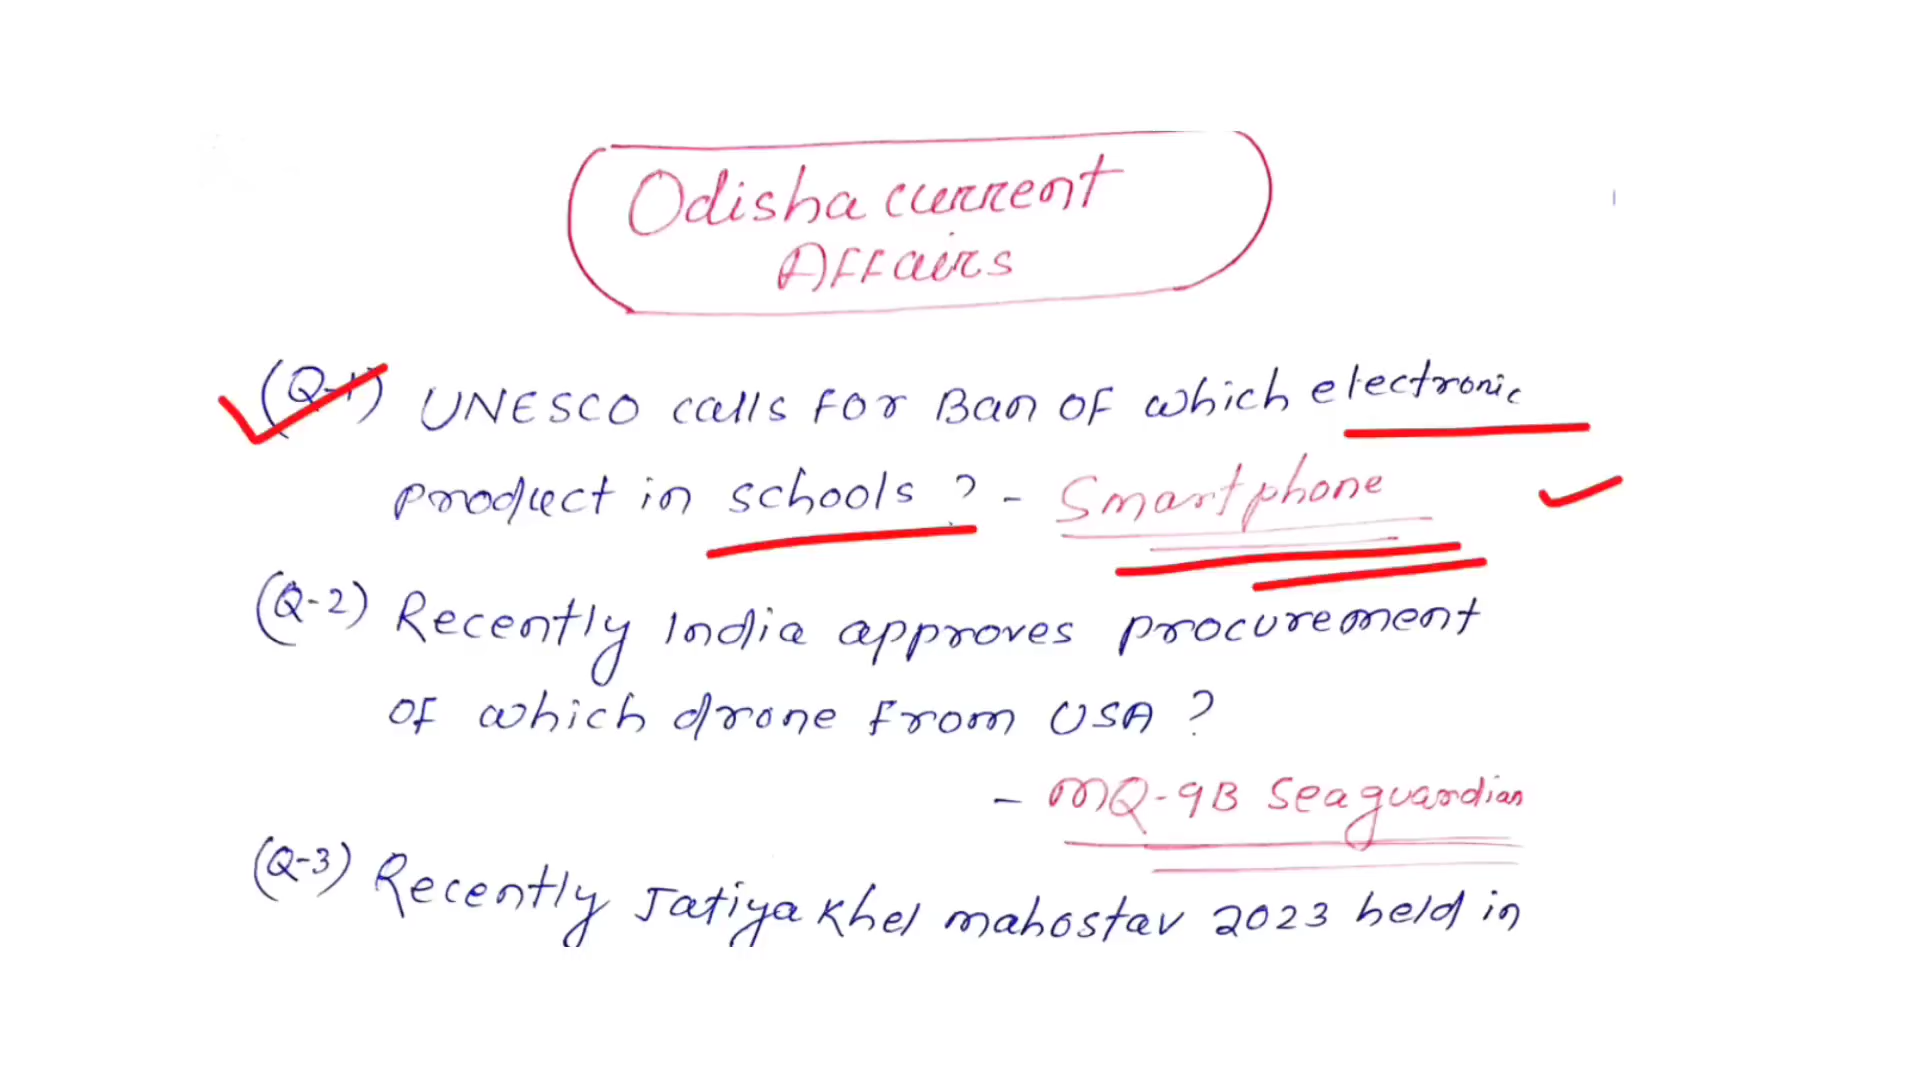 Odisha current
Affairs
(Q-1) UNESCO calls For Ban OF which electronic
product in schools ? - Smartphone
(Q-2) Recently India approves procurement
OF which drone From USA ?
- MQ-9B Seaguardian
(Q-3) Recently Jatiya Khel mahostav 2023 held in